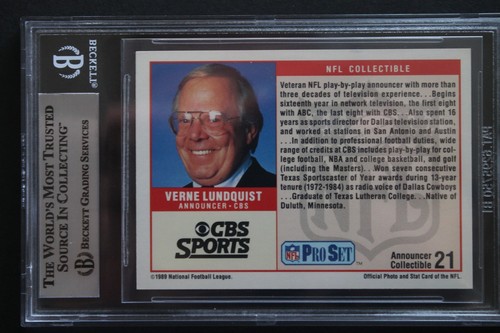 BECKETT
B
THE WORLD'S MOST TRUSTED
SOURCE IN COLLECTING™
BECKETT GRADING SERVICES
NFL COLLECTIBLE
Veteran NFL play-by-play announcer with more than
three decades of television experience...Begins
sixteenth year in network television, the first eight
with ABC, the last eight with CBS...Also spent 16
years as sports director for Dallas television station,
and worked at stations in San Antonio and Austin
...In addition to professional football duties, wide
range of credits at CBS includes play-by-play for col-
lege football, NBA and college basketball, and golf
(including the Masters)... Won seven consecutive
Texas Sportscaster of Year awards during 13-year
tenure (1972-1984) as radio voice of Dallas Cowboys
...Graduate of Texas Lutheran College...Native of
Duluth, Minnesota.
VERNE LUNDQUIST
ANNOUNCER • CBS
CBS
SPORTS
NFL PRO SET™
Announcer
Collectible 21
©1989 National Football League.
Official Photo and Stat Card of the NFL.